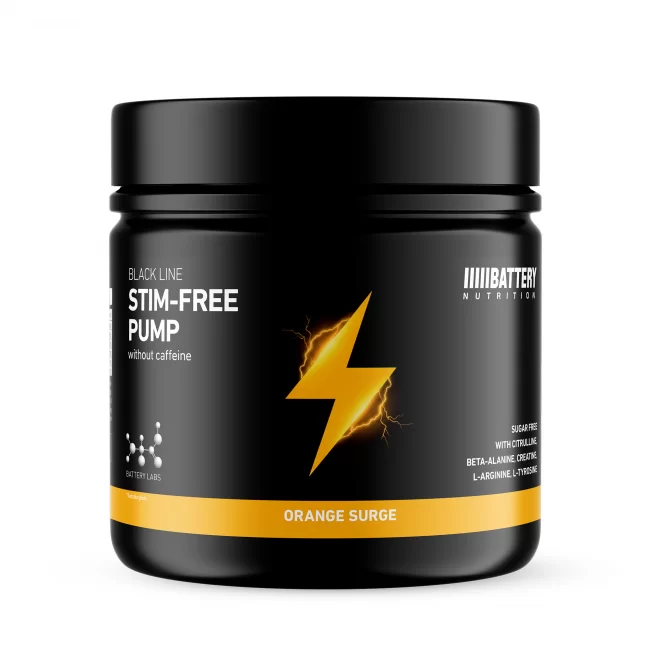 BLACK LINE
STIM-FREE
PUMP
without caffeine
BATTERY
NUTRITION
SUGAR FREE
WITH CITRULLINE,
BETA-ALANINE, CREATINE,
L-ARGININE, L-TYROSINE
BATTERY LABS
ORANGE SURGE